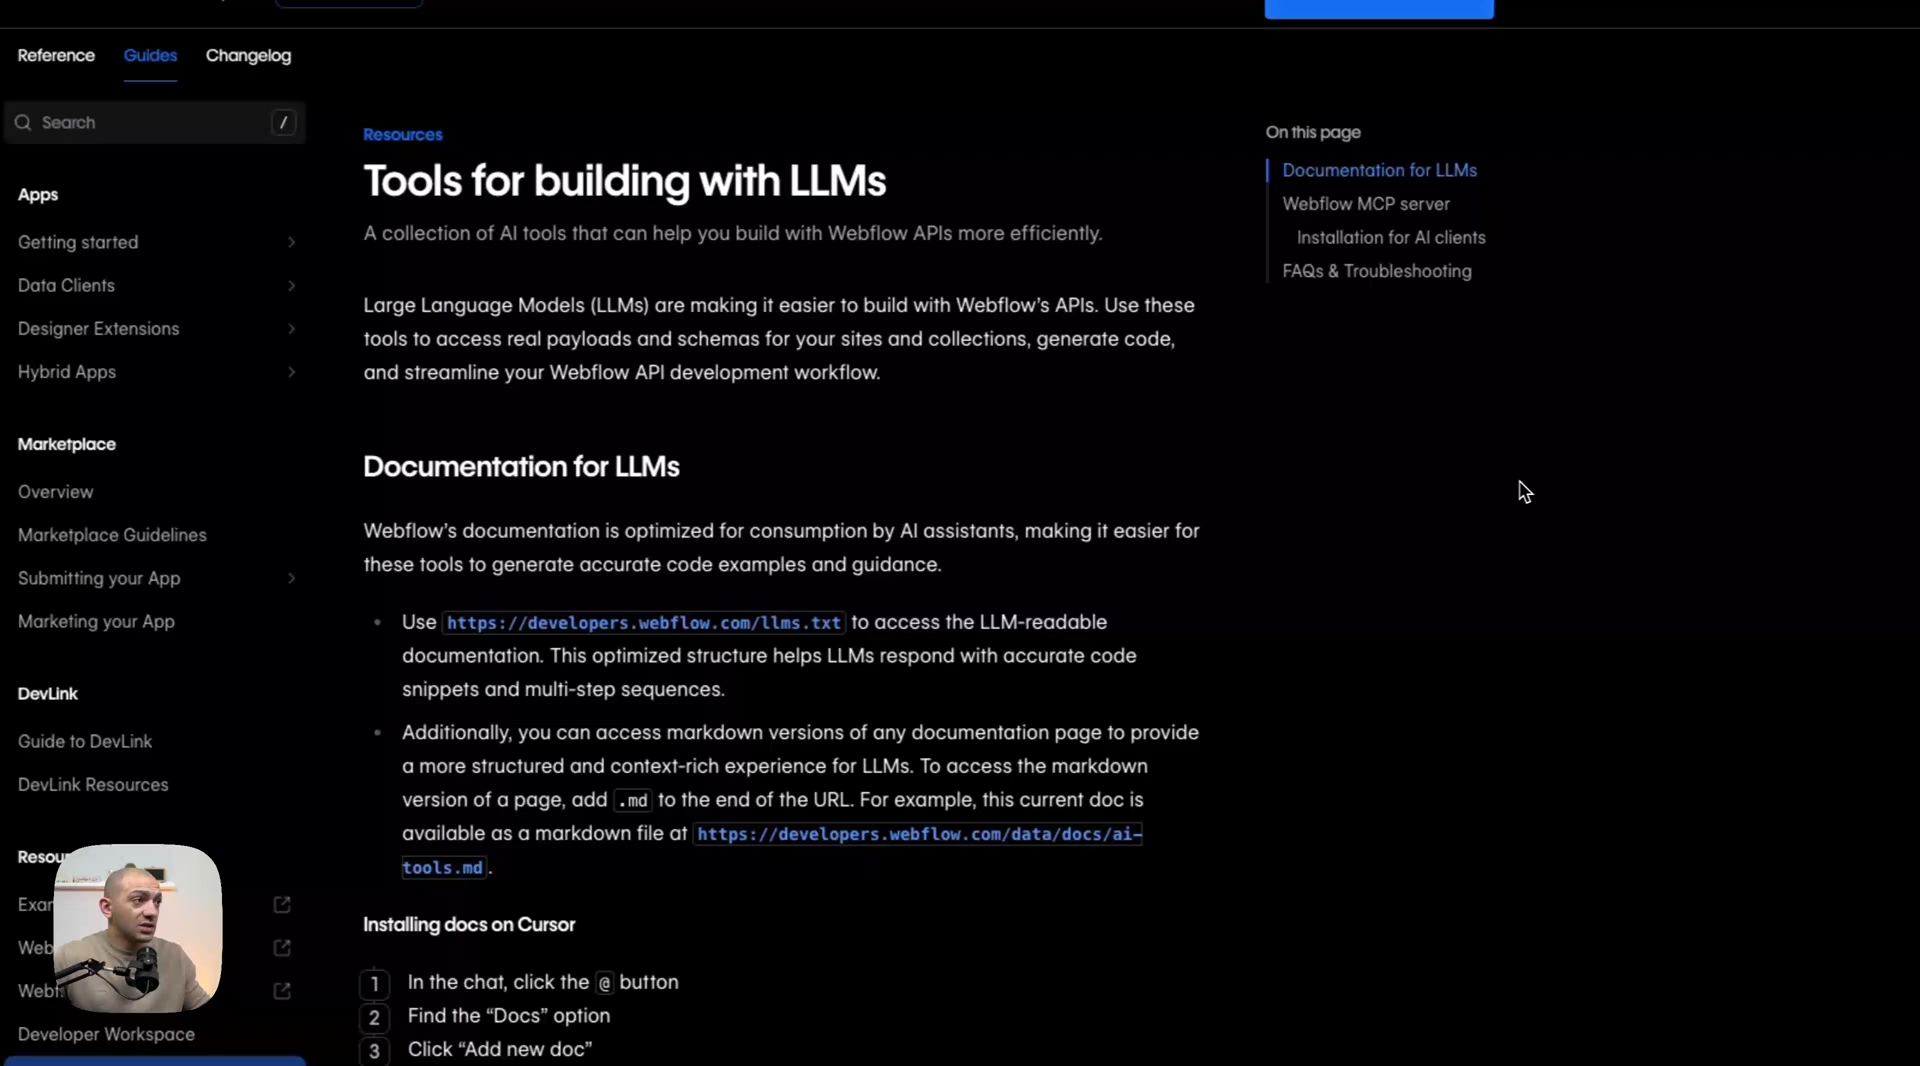 Reference Guides Changelog
Search /
Apps
Getting started
Data Clients
Designer Extensions
Hybrid Apps
Marketplace
Overview
Marketplace Guidelines
Submitting your App
Marketing your App
DevLink
Guide to DevLink
DevLink Resources
Developer Workspace
Resources
Tools for building with LLMs
A collection of AI tools that can help you build with Webflow APIs more efficiently.
Large Language Models (LLMs) are making it easier to build with Webflow's APIs. Use these
tools to access real payloads and schemas for your sites and collections, generate code,
and streamline your Webflow API development workflow.
Documentation for LLMs
Webflow's documentation is optimized for consumption by AI assistants, making it easier for
these tools to generate accurate code examples and guidance.
• Use https://developers.webflow.com/llms.txt to access the LLM-readable
documentation. This optimized structure helps LLMs respond with accurate code
snippets and multi-step sequences.
• Additionally, you can access markdown versions of any documentation page to provide
a more structured and context-rich experience for LLMs. To access the markdown
version of a page, add .md to the end of the URL. For example, this current doc is
available as a markdown file at https://developers.webflow.com/data/docs/ai-
tools.md.
Installing docs on Cursor
1 In the chat, click the @ button
2 Find the “Docs” option
3 Click “Add new doc”
On this page
Documentation for LLMs
Webflow MCP server
Installation for AI clients
FAQs & Troubleshooting